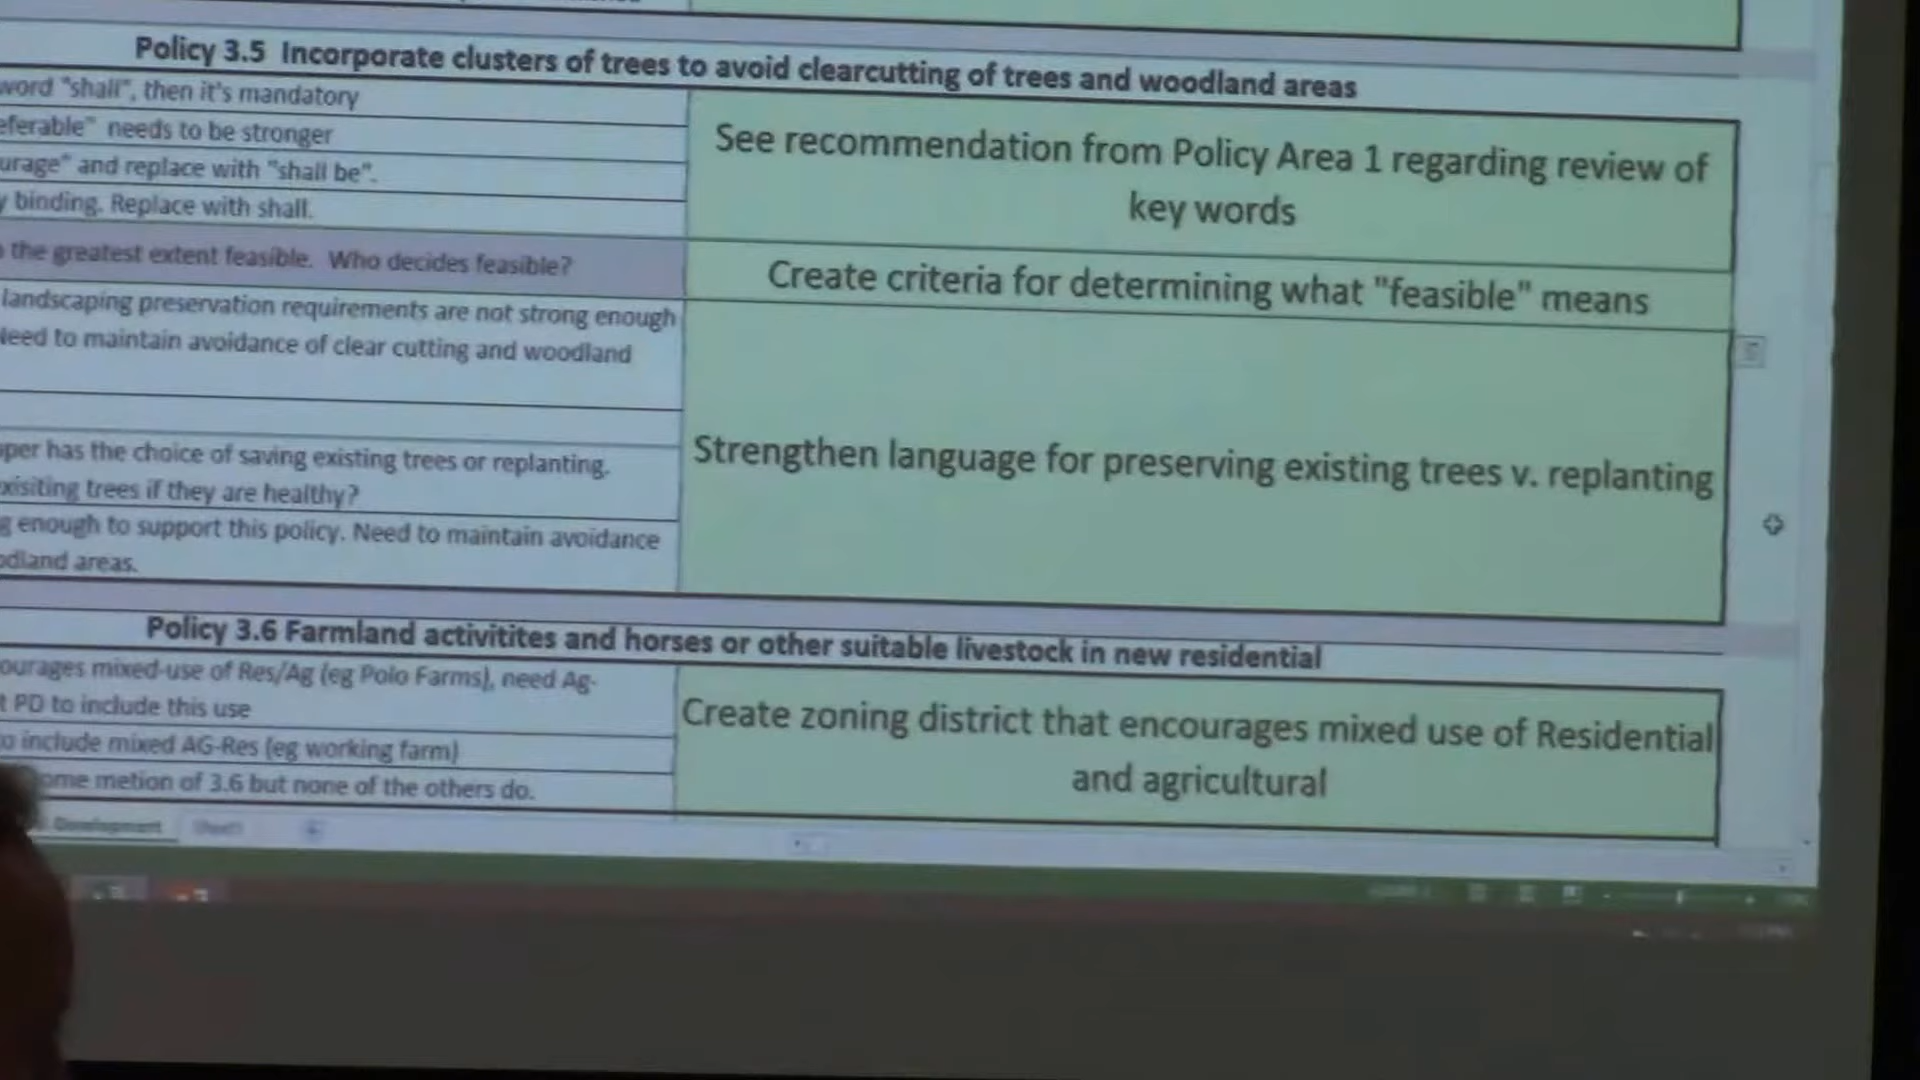 Policy 3.5 Incorporate clusters of trees to avoid clearcutting of trees and woodland areas
word "shall", then it's mandatory
eferable" needs to be stronger
urage" and replace with "shall be".
y binding. Replace with shall.
See recommendation from Policy Area 1 regarding review of
key words
the greatest extent feasible. Who decides feasible?
Create criteria for determining what "feasible" means
landscaping preservation requirements are not strong enough
Need to maintain avoidance of clear cutting and woodland
per has the choice of saving existing trees or replanting.
xisiting trees if they are healthy?
g enough to support this policy. Need to maintain avoidance
odland areas.
Strengthen language for preserving existing trees v. replanting
Policy 3.6 Farmland activitites and horses or other suitable livestock in new residential
ourages mixed-use of Res/Ag (eg Polo Farms), need Ag-
t PD to include this use
o include mixed AG-Res (eg working farm)
ome metion of 3.6 but none of the others do.
Create zoning district that encourages mixed use of Residential
and agricultural
Development